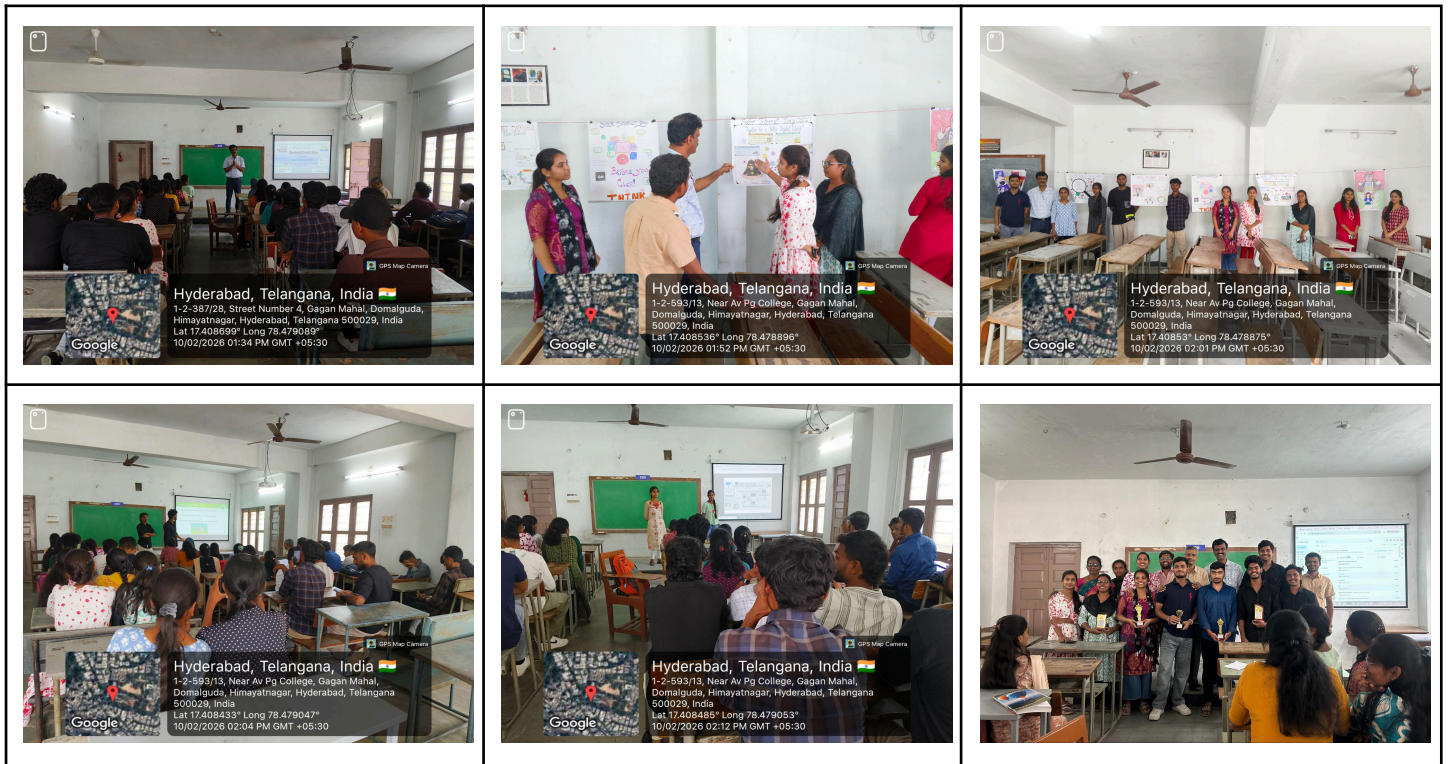 GPS Map Camera
Hyderabad, Telangana, India
1-2-387/28, Street Number 4, Gagan Mahal, Domalguda,
Himayatnagar, Hyderabad, Telangana 500029, India
Lat 17.408699° Long 78.479089°
10/02/2026 01:34 PM GMT +05:30
Google
THINK
GPS Map Camera
Hyderabad, Telangana, India
1-2-593/13, Near Av Pg College, Gagan Mahal,
Domalguda, Himayatnagar, Hyderabad, Telangana
500029, India
Lat 17.408536° Long 78.478896°
10/02/2026 01:52 PM GMT +05:30
Google
GPS Map Camera
Hyderabad, Telangana, India
1-2-593/13, Near Av Pg College, Gagan Mahal,
Domalguda, Himayatnagar, Hyderabad, Telangana
500029, India
Lat 17.40853° Long 78.478875°
10/02/2026 02:01 PM GMT +05:30
Google
GPS Map Camera
Hyderabad, Telangana, India
1-2-593/13, Near Av Pg College, Gagan Mahal,
Domalguda, Himayatnagar, Hyderabad, Telangana
500029, India
Lat 17.408433° Long 78.479047°
10/02/2026 02:04 PM GMT +05:30
Google
GPS Map Camera
Hyderabad, Telangana, India
1-2-593/13, Near Av Pg College, Gagan Mahal,
Domalguda, Himayatnagar, Hyderabad, Telangana
500029, India
Lat 17.408485° Long 78.479053°
10/02/2026 02:12 PM GMT +05:30
Google